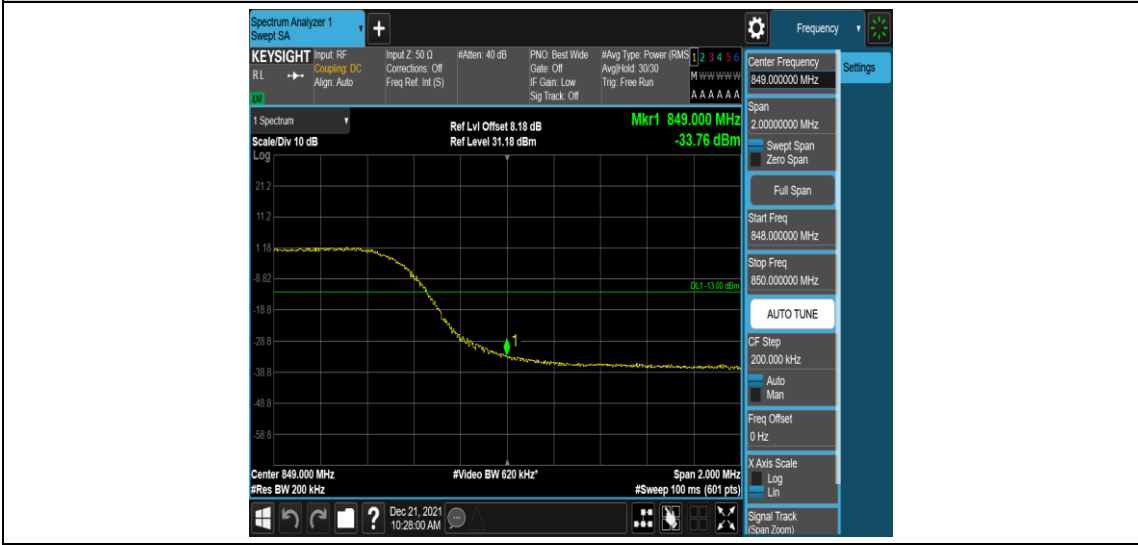 Spectrum Analyzer 1
Swept SA
+
Frequency
KEYSIGHT
RL
Input: RF
Coupling: DC
Align: Auto
Input Z: 50 Ω
Corrections: Off
Freq Ref: Int (S)
#Atten: 40 dB
PNO: Best Wide
Gate: Off
IF Gain: Low
Sig Track: Off
#Avg Type: Power (RMS
Avg|Hold: 30/30
Trig: Free Run
1 2 3 4 5 6
M W W W W W
A A A A A A
1 Spectrum
Scale/Div 10 dB
Log
Ref Lvl Offset 8.18 dB
Ref Level 31.18 dBm
Mkr1 849.000 MHz
-33.76 dBm
21.2
11.2
1.18
-8.82
-18.8
-28.8
-38.8
-48.8
-58.8
DL1 -13.00 dBm
1
Center 849.000 MHz
#Res BW 200 kHz
#Video BW 620 kHz*
Span 2.000 MHz
#Sweep 100 ms (601 pts)
?
Dec 21, 2021
10:28:00 AM
Center Frequency
849.000000 MHz
Span
2.00000000 MHz
Swept Span
Zero Span
Full Span
Start Freq
848.000000 MHz
Stop Freq
850.000000 MHz
AUTO TUNE
CF Step
200.000 kHz
Auto
Man
Freq Offset
0 Hz
X Axis Scale
Log
Lin
Signal Track
(Span Zoom)
Settings